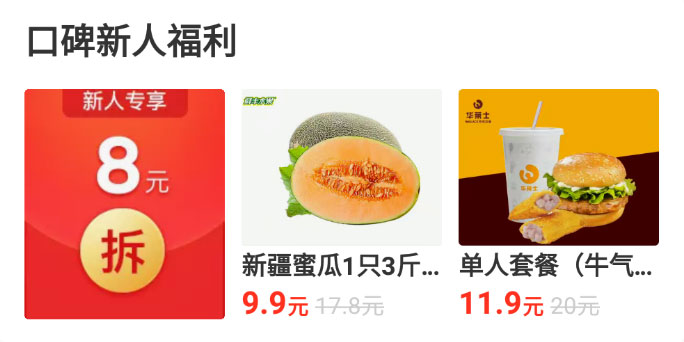 口碑新人福利
新人专享
8元
拆
华莱士
新疆蜜瓜1只3斤...
单人套餐（牛气...
9.9元 17.8元
11.9元 20元